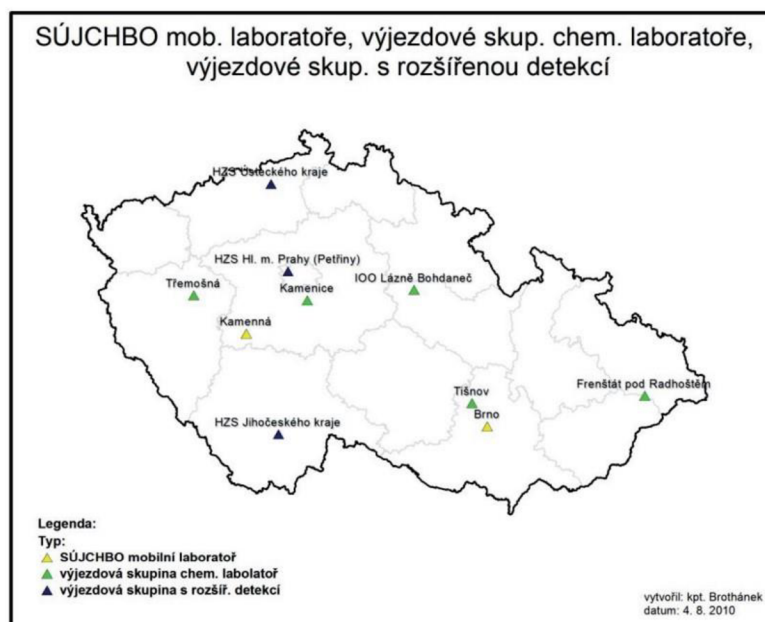 SÚJCHBO mob. laboratoře, výjezdové skup. chem. laboratoře,
výjezdové skup. s rozšířenou detekcí
HZS Ústeckého kraje
HZS Hl. m. Prahy (Petřiny)
Třemošná
Kamenice
IOO Lázně Bohdaneč
Kamenná
Tišnov
Frenštát pod Radhoštěm
Brno
HZS Jihočeského kraje
Legenda:
Typ:
SÚJCHBO mobilní laboratoř
výjezdová skupina chem. labolatoř
výjezdová skupina s rozšíř. detekcí
vytvořil: kpt. Brothánek
datum: 4. 8. 2010